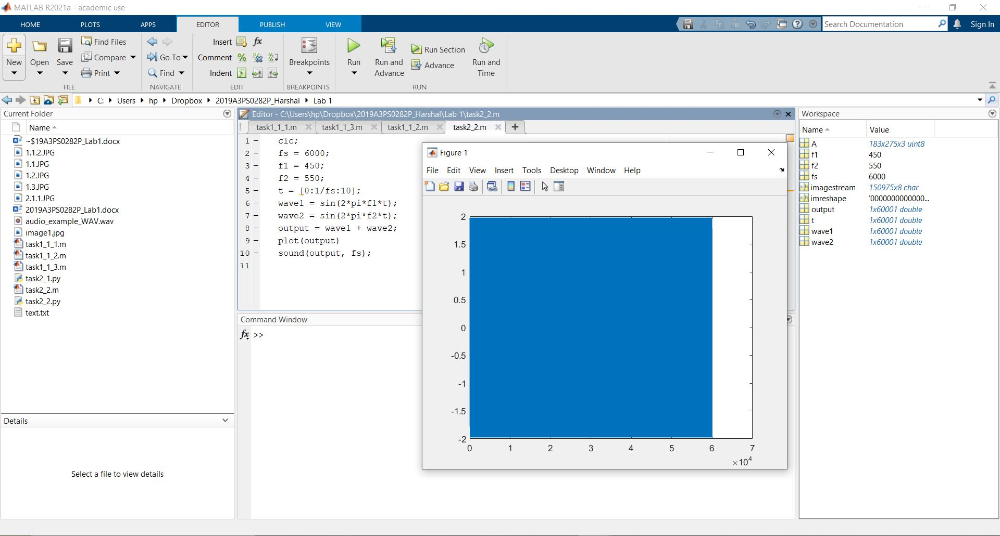 MATLAB R2021a - academic use
HOME PLOTS APPS EDITOR PUBLISH VIEW
Search Documentation
Sign In
New
Open
Save
Find Files
Compare
Print
FILE
Go To
Find
NAVIGATE
Insert fx
Comment
Indent
EDIT
Breakpoints
BREAKPOINTS
Run
Run and
Advance
Run Section
Advance
Run and
Time
RUN
C: Users hp Dropbox 2019A3PS0282P_Harshal Lab 1
Current Folder
Name
~$19A3PS0282P_Lab1.docx
1.1.2.JPG
1.1.JPG
1.2.JPG
1.3.JPG
2.1.1.JPG
2019A3PS0282P_Lab1.docx
audio_example_WAV.wav
image1.jpg
task1_1_1.m
task1_1_2.m
task1_1_3.m
task2_1.py
task2_2.m
task2_2.py
text.txt
Details
Select a file to view details
Editor - C:\Users\hp\Dropbox\2019A3PS0282P_Harshal\Lab 1\task2_2.m
task1_1_1.m task1_1_3.m task1_1_2.m task2_2.m
1 - clc;
2 - fs = 6000;
3 - f1 = 450;
4 - f2 = 550;
5 - t = [0:1/fs:10];
6 - wave1 = sin(2*pi*f1*t);
7 - wave2 = sin(2*pi*f2*t);
8 - output = wave1 + wave2;
9 - plot(output)
10 - sound(output, fs);
11
Command Window
fx >>
Figure 1
File Edit View Insert Tools Desktop Window Help
2
1.5
1
0.5
0
-0.5
-1
-1.5
-2
0 1 2 3 4 5 6 7
×10⁴
Workspace
Name Value
A 183x275x3 uint8
f1 450
f2 550
fs 6000
imagestream 150975x8 char
imreshape '0000000000000...
output 1x60001 double
t 1x60001 double
wave1 1x60001 double
wave2 1x60001 double